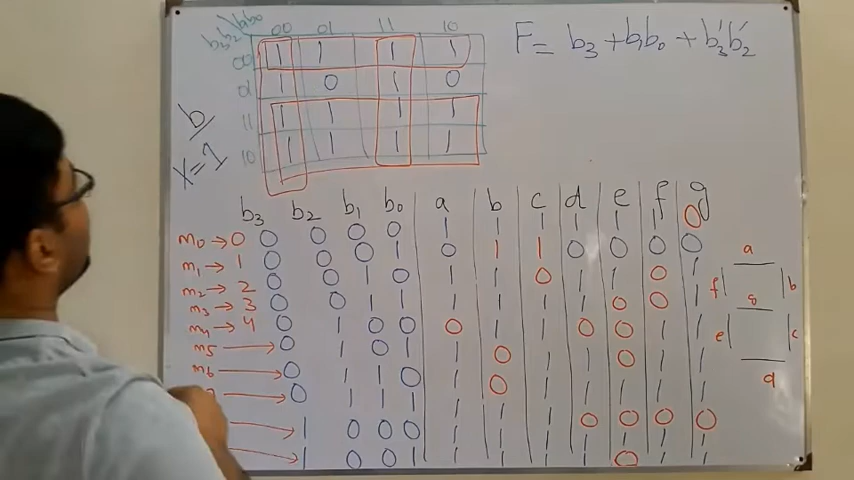 b3b2 \ b1b0 00 01 11 10
00 1 1 1 1
01 1 0 1 0
11 1 1 1 1
10 1 1 1 1
F = b3 + b1b0 + b3'b2'
b
X=1
b3 b2 b1 b0 a b c d e f g
m0 → 0 0 0 0 0 1 1 1 1 1 1 0
m1 → 1 0 0 0 1 0 1 1 0 0 0 0
m2 → 2 0 0 1 0 1 1 0 1 1 0 1
m3 → 3 0 0 1 1 1 1 1 1 0 0 1
m4 → 4 0 1 0 0 0 1 1 0 0 1 1
m5 → 0 1 0 1 1 0 1 1 0 1 1
m6 → 0 1 1 0 1 0 1 1 1 1 1
→ 0 1 1 1
→ 1 0 0 0 1 1 1 0 0 0 0
→ 1 0 0 1 1 1 1 1 0 1 1
a
f b
g
e c
d